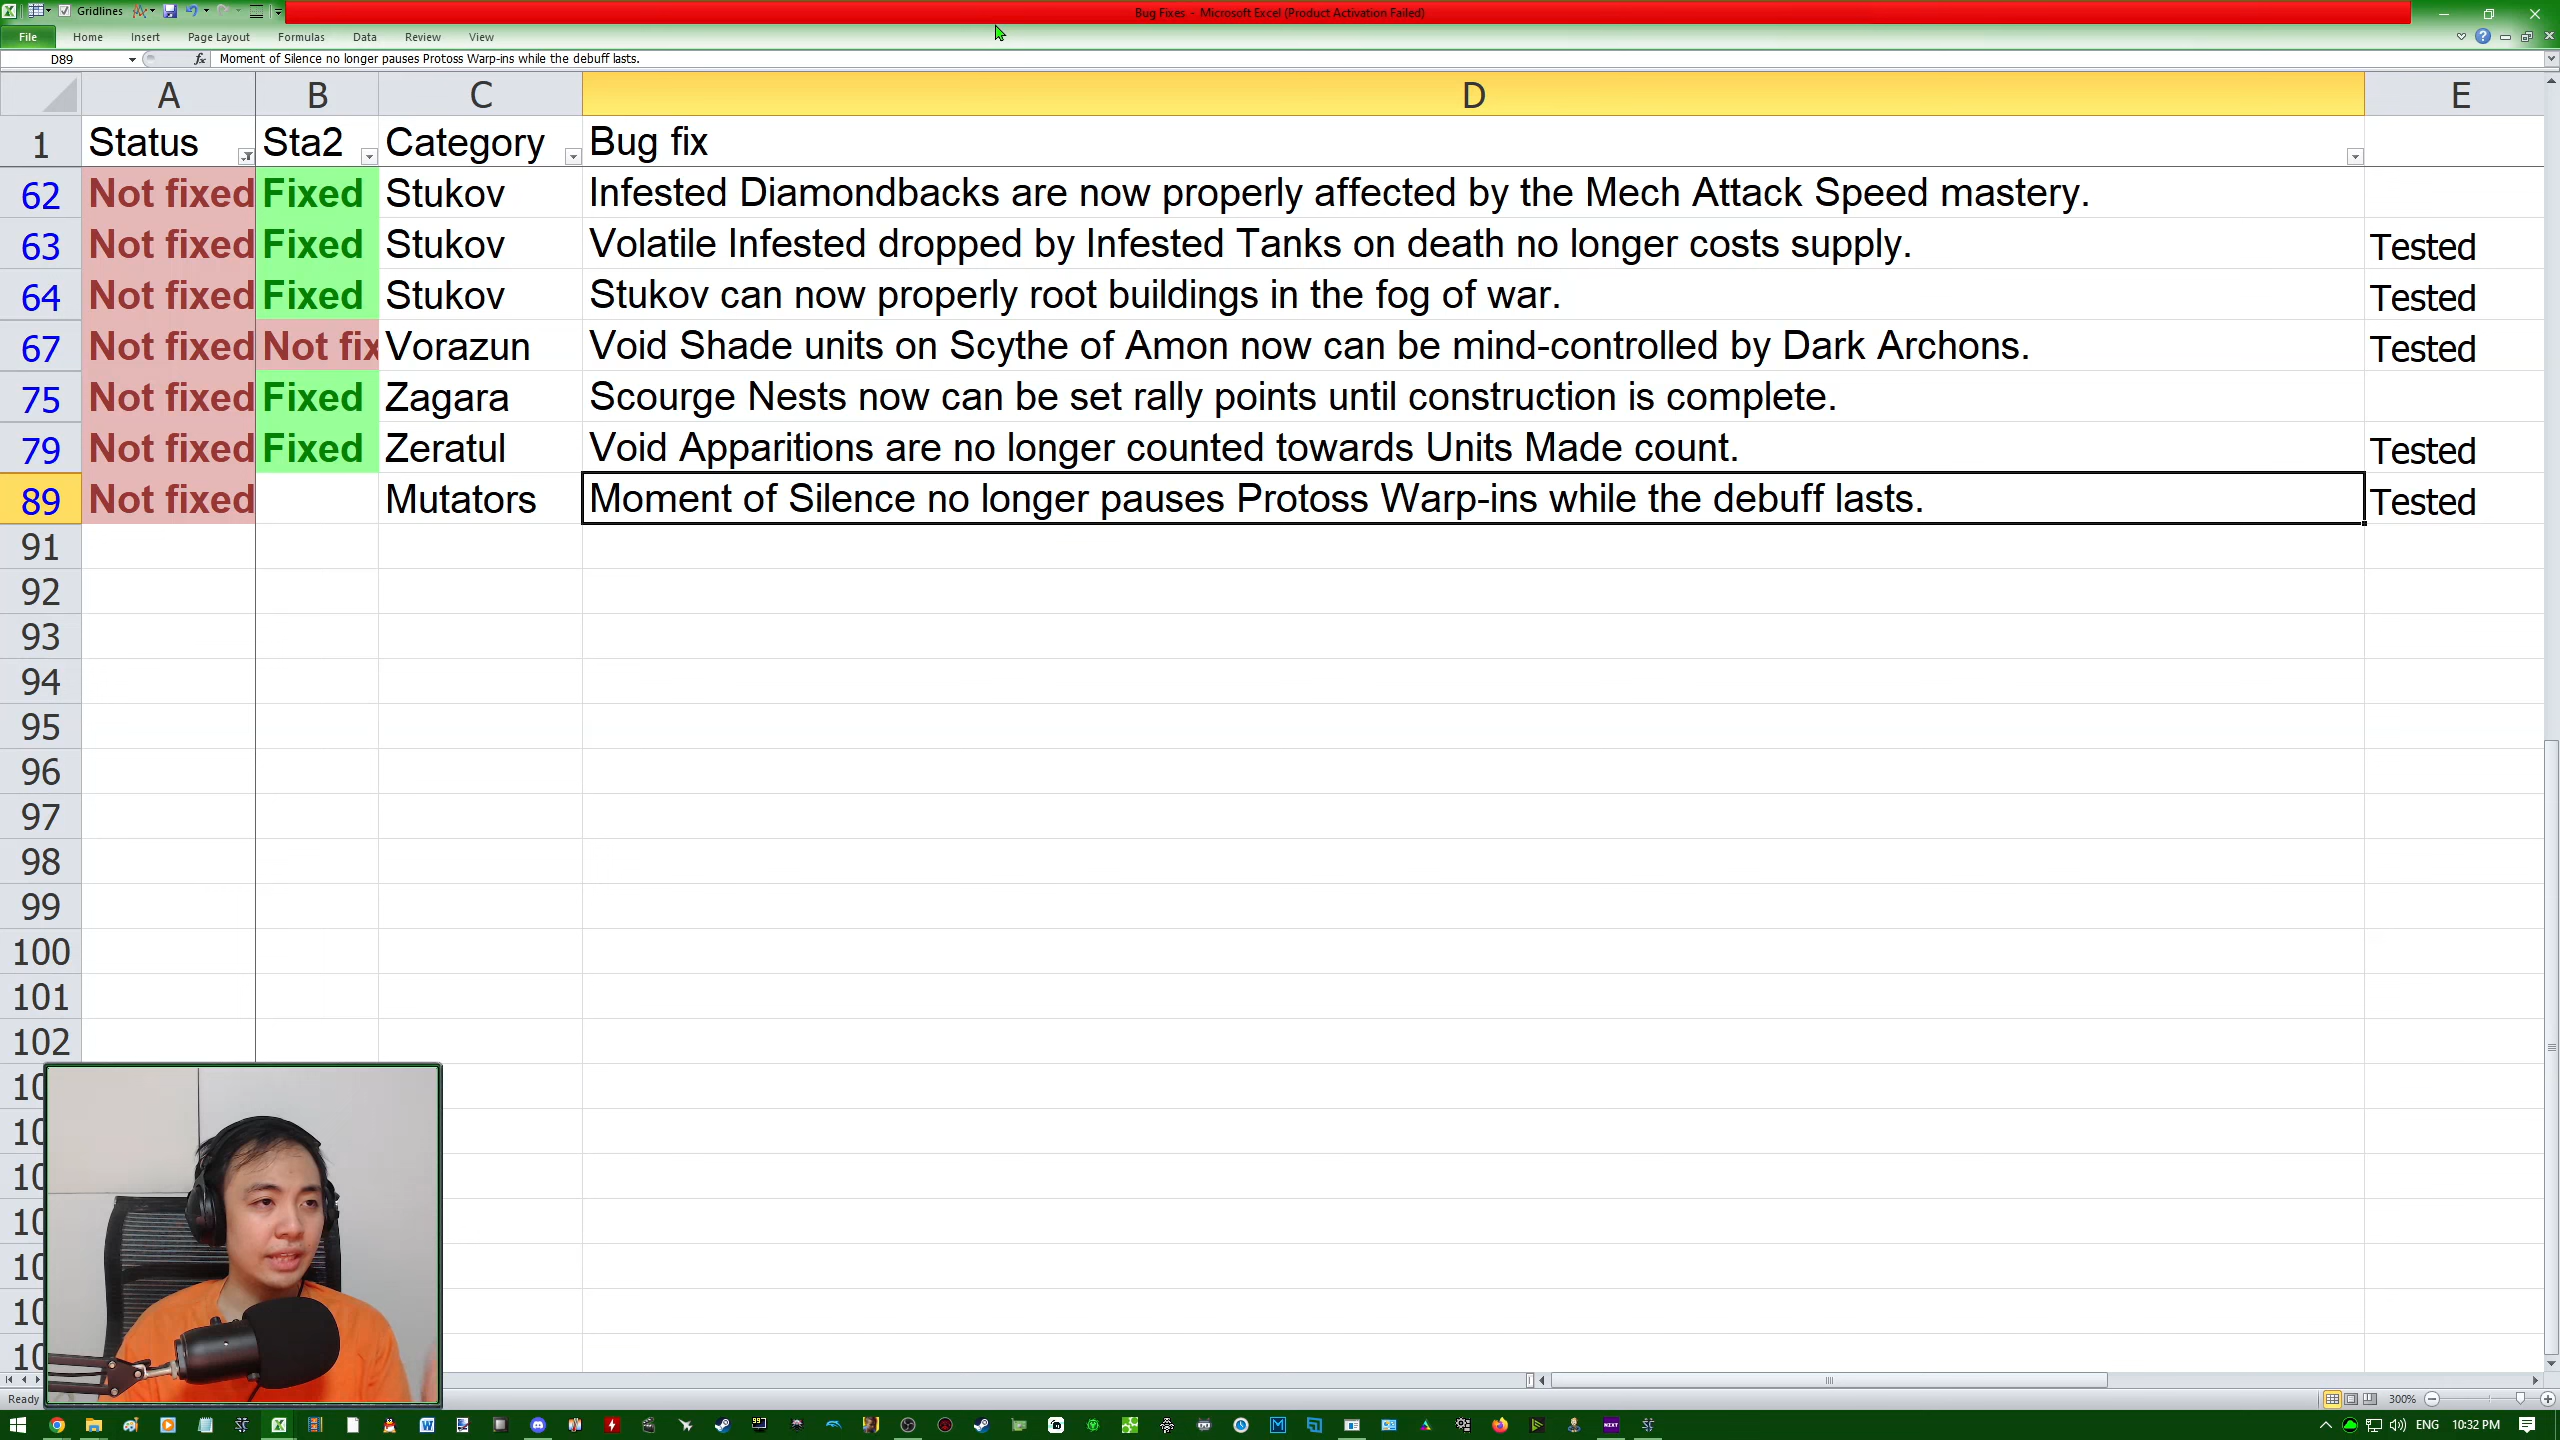 Gridlines
Bug Fixes - Microsoft Excel (Product Activation Failed)
File Home Insert Page Layout Formulas Data Review View
D89 fx Moment of Silence no longer pauses Protoss Warp-ins while the debuff lasts.
A B C D E
1 Status Sta2 Category Bug fix
62 Not fixed Fixed Stukov Infested Diamondbacks are now properly affected by the Mech Attack Speed mastery.
63 Not fixed Fixed Stukov Volatile Infested dropped by Infested Tanks on death no longer costs supply. Tested
64 Not fixed Fixed Stukov Stukov can now properly root buildings in the fog of war. Tested
67 Not fixed Not fix Vorazun Void Shade units on Scythe of Amon now can be mind-controlled by Dark Archons. Tested
75 Not fixed Fixed Zagara Scourge Nests now can be set rally points until construction is complete.
79 Not fixed Fixed Zeratul Void Apparitions are no longer counted towards Units Made count. Tested
89 Not fixed Mutators Moment of Silence no longer pauses Protoss Warp-ins while the debuff lasts. Tested
91
92
93
94
95
96
97
98
99
100
101
102
10
10
10
10
10
10
10
Ready 300%
ENG 10:32 PM